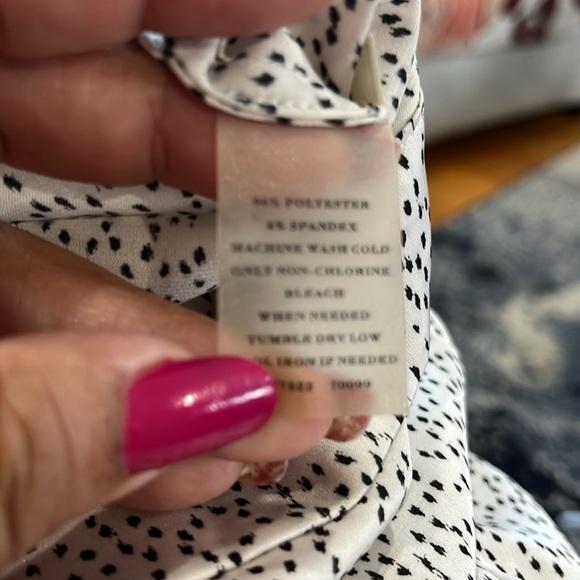 96% POLYESTER
4% SPANDEX
MACHINE WASH COLD
ONLY NON-CHLORINE
BLEACH
WHEN NEEDED
TUMBLE DRY LOW
IRON IF NEEDED
70099